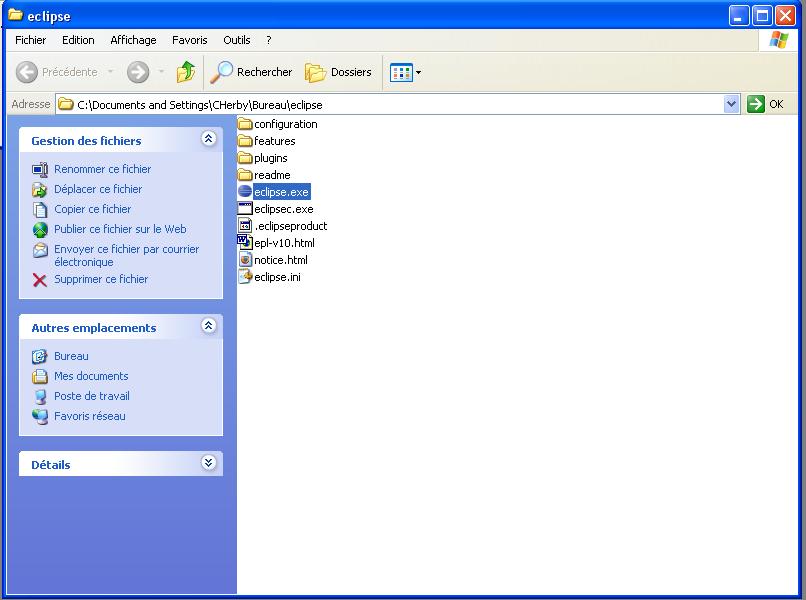 eclipse
Fichier Edition Affichage Favoris Outils ?
Précédente Rechercher Dossiers
Adresse C:\Documents and Settings\CHerby\Bureau\eclipse OK
Gestion des fichiers
Renommer ce fichier
Déplacer ce fichier
Copier ce fichier
Publier ce fichier sur le Web
Envoyer ce fichier par courrier
électronique
Supprimer ce fichier
Autres emplacements
Bureau
Mes documents
Poste de travail
Favoris réseau
Détails
configuration
features
plugins
readme
eclipse.exe
eclipsec.exe
.eclipseproduct
epl-v10.html
notice.html
eclipse.ini